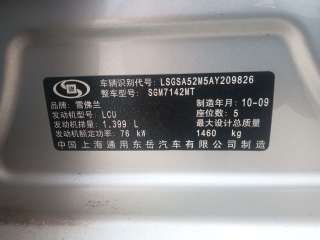 车辆识别代号: LSGSA52M5AY209826
整车型号: SGM7142MT
品牌: 雪佛兰 制造年月: 10-09
发动机型号: LCU 座位数: 5
发动机排量: 1.399 L 最大设计总质量
发动机额定功率: 76 kW 1460 kg
中国上海通用东岳汽车有限公司制造